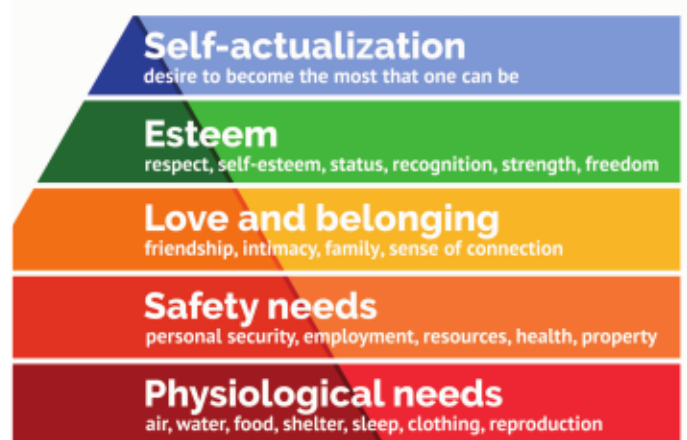 Self-actualization
desire to become the most that one can be
Esteem
respect, self-esteem, status, recognition, strength, freedom
Love and belonging
friendship, intimacy, family, sense of connection
Safety needs
personal security, employment, resources, health, property
Physiological needs
air, water, food, shelter, sleep, clothing, reproduction